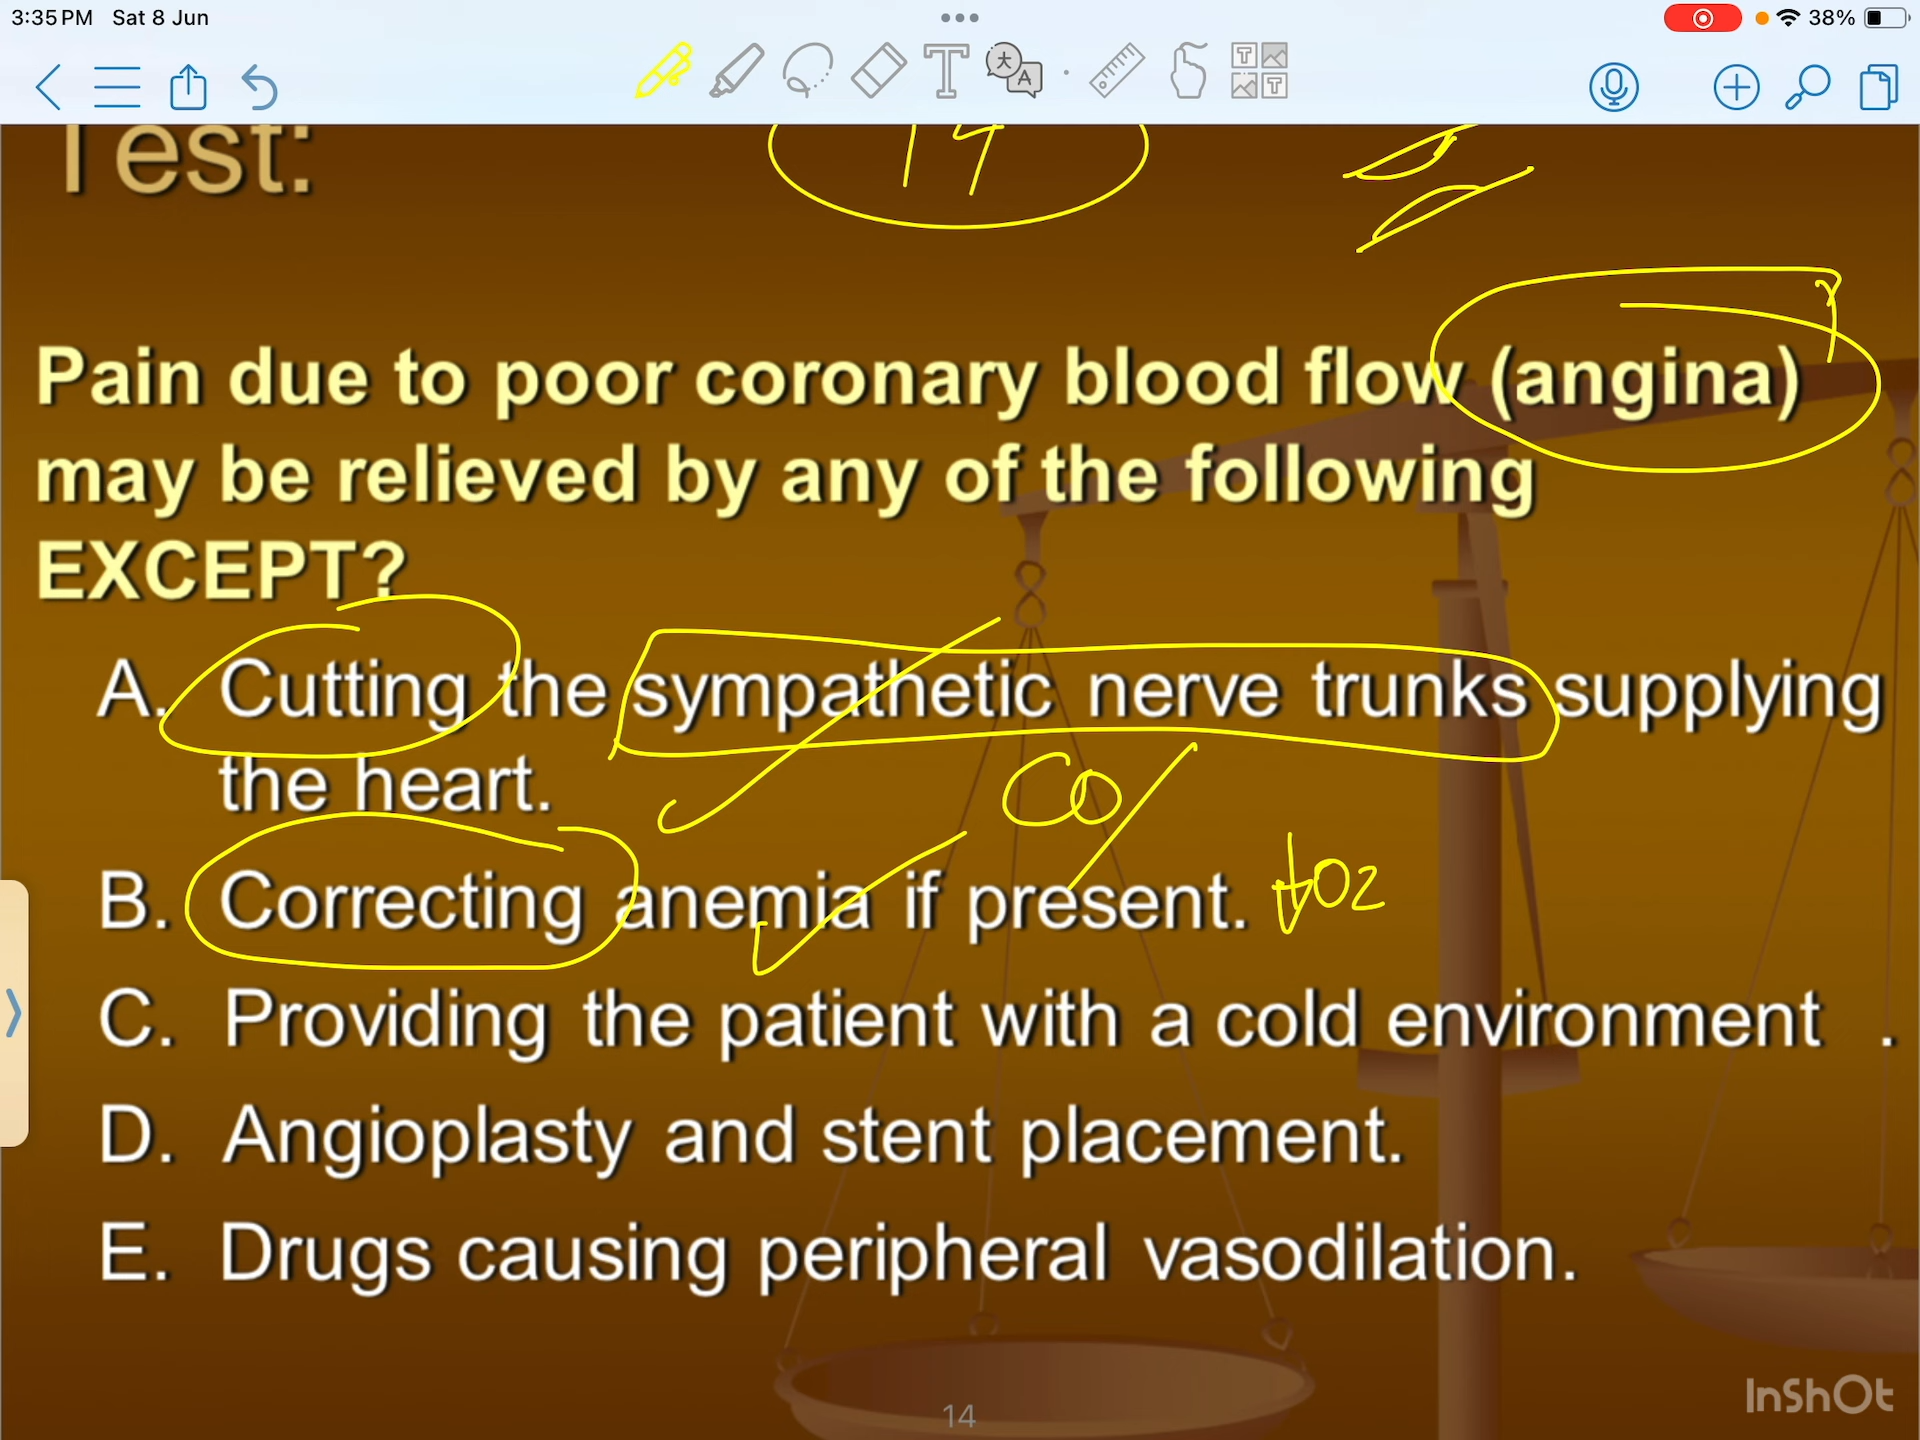 3:35 PM Sat 8 Jun
38%
Test:
14
Pain due to poor coronary blood flow (angina)
may be relieved by any of the following
EXCEPT?
A. Cutting the sympathetic nerve trunks supplying
the heart.
CO
B. Correcting anemia if present. O2
C. Providing the patient with a cold environment .
D. Angioplasty and stent placement.
E. Drugs causing peripheral vasodilation.
InShOt
14